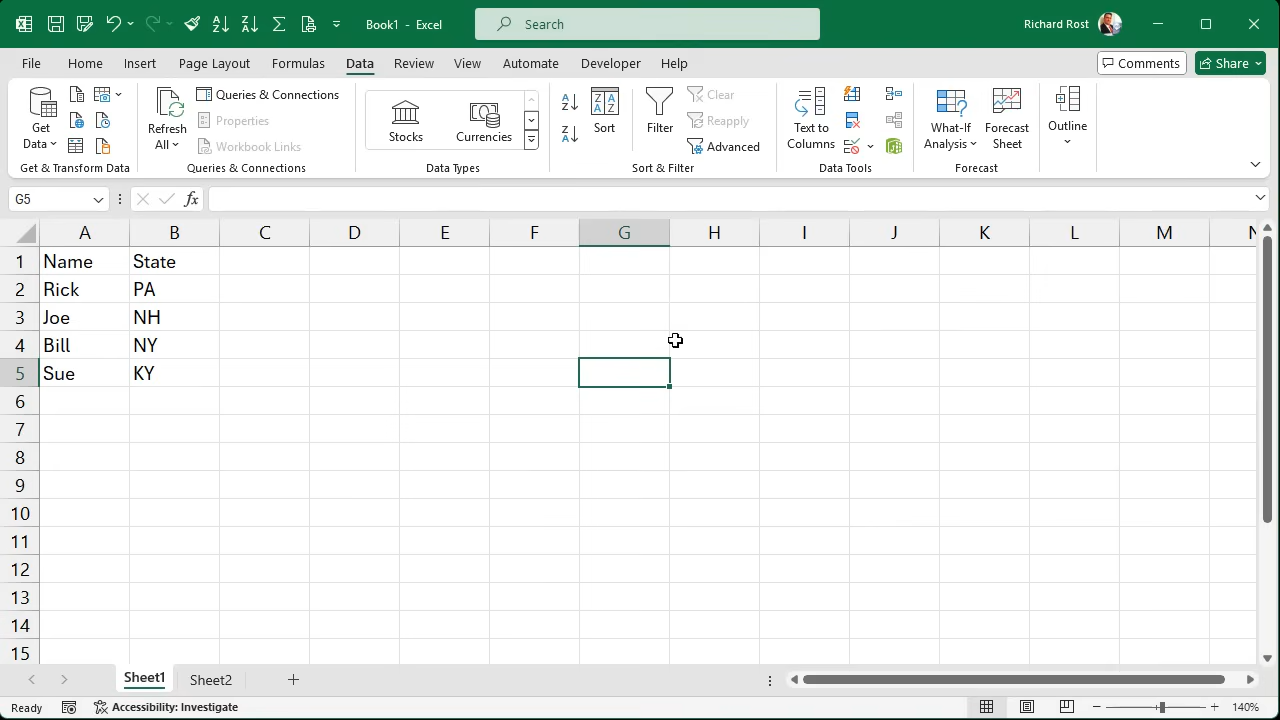 Book1 - Excel
Search
Richard Rost
File Home Insert Page Layout Formulas Data Review View Automate Developer Help
Comments
Share
Get Data
Get & Transform Data
Refresh All
Queries & Connections
Properties
Workbook Links
Queries & Connections
Stocks
Currencies
Data Types
Sort
Filter
Clear
Reapply
Advanced
Sort & Filter
Text to Columns
Data Tools
What-If Analysis
Forecast Sheet
Forecast
Outline
G5
fx
A B C D E F G H I J K L M N
1 Name State
2 Rick PA
3 Joe NH
4 Bill NY
5 Sue KY
6
7
8
9
10
11
12
13
14
15
Sheet1 Sheet2
Ready
Accessibility: Investigate
140%